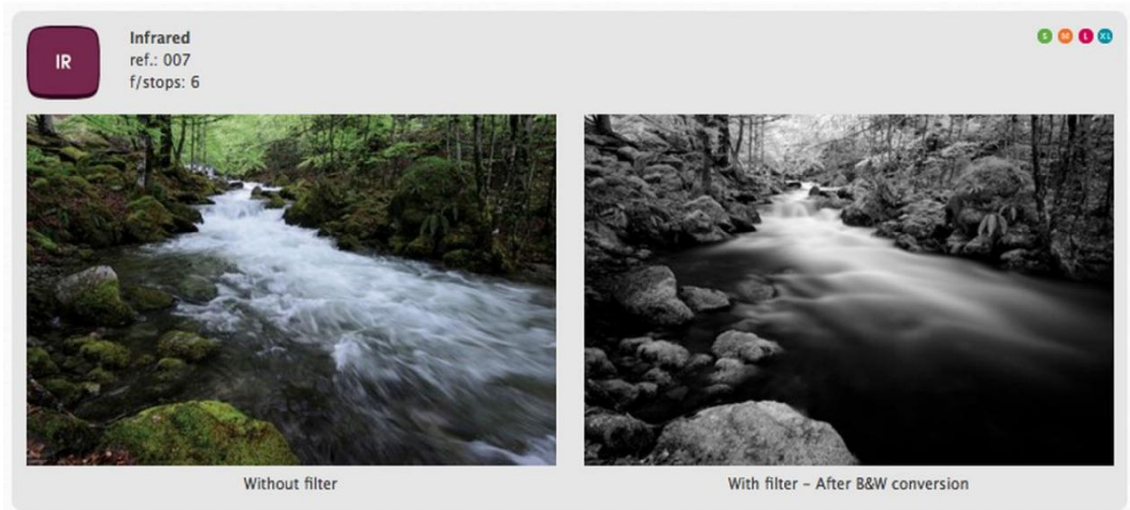 IR
Infrared
ref.: 007
f/stops: 6
S M L XL
Without filter
With filter – After B&W conversion